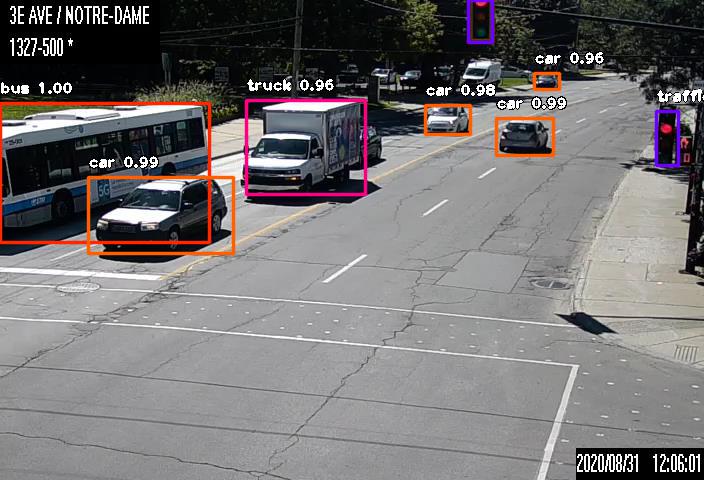 3E AVE / NOTRE-DAME
1327-500 *
car 0.96
bus 1.00
truck 0.96
car 0.98
traffi
car 0.99
car 0.99
2020/08/31 12:06:01